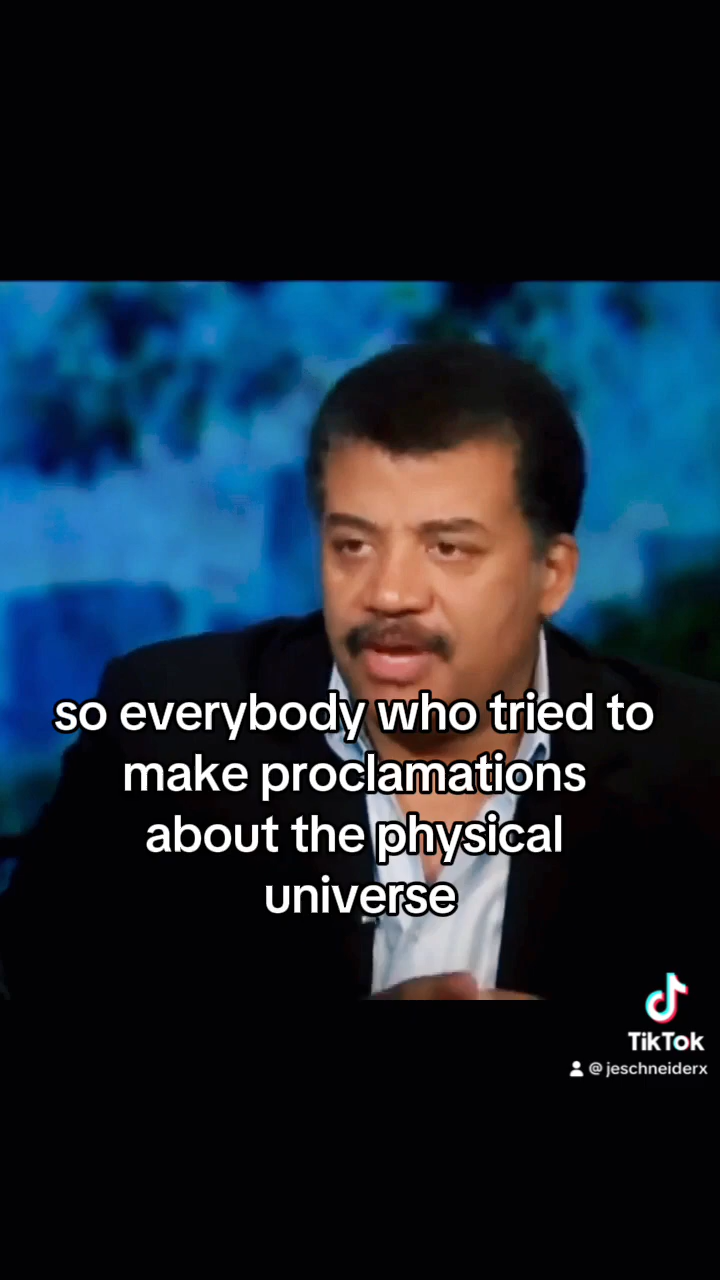 so everybody who tried to
make proclamations
about the physical
universe
TikTok
@jeschneiderx